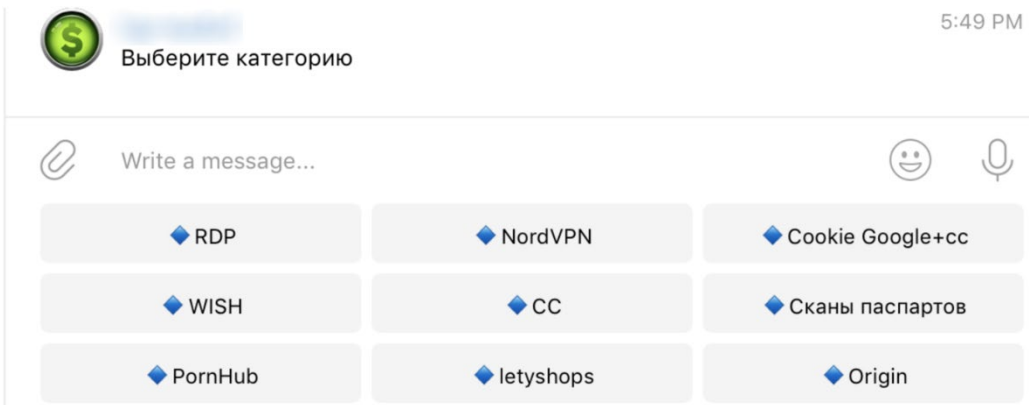 5:49 PM
Выберите категорию
Write a message...
RDP
NordVPN
Cookie Google+cc
WISH
CC
Сканы паспартов
PornHub
letyshops
Origin